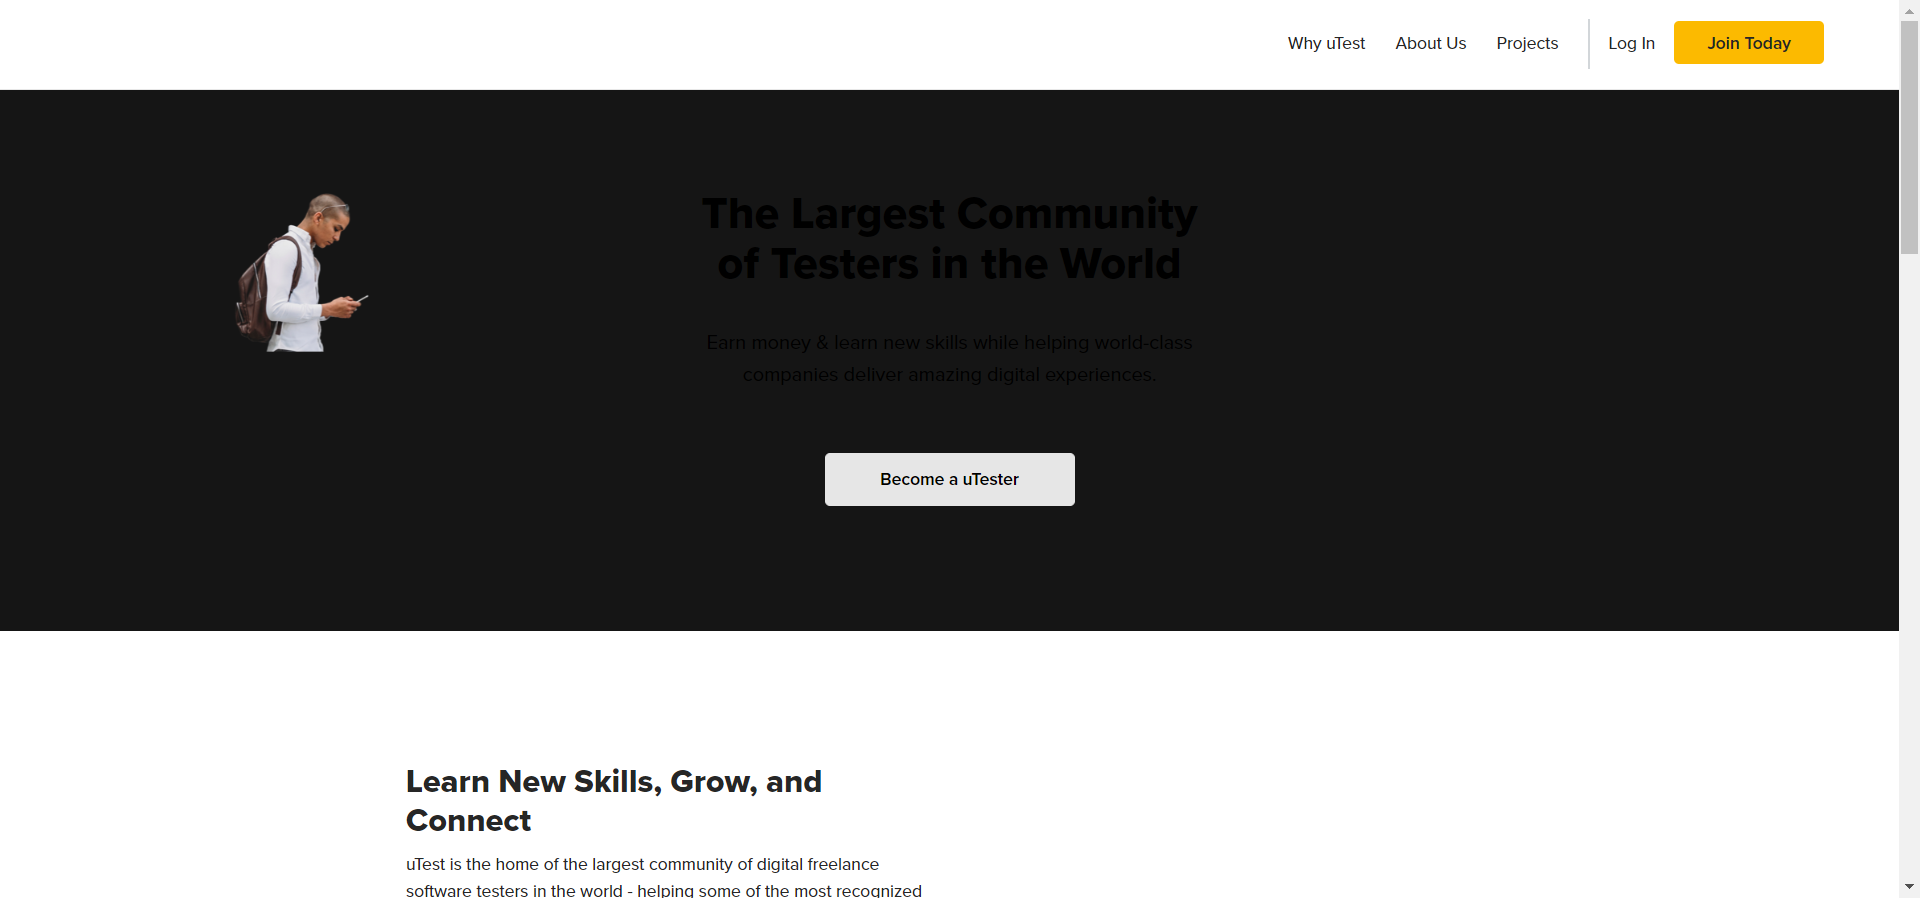 Why uTest
About Us
Projects
Log In
Join Today
The Largest Community
of Testers in the World
Earn money & learn new skills while helping world-class
companies deliver amazing digital experiences.
Become a uTester
Learn New Skills, Grow, and
Connect
uTest is the home of the largest community of digital freelance
software testers in the world - helping some of the most recognized